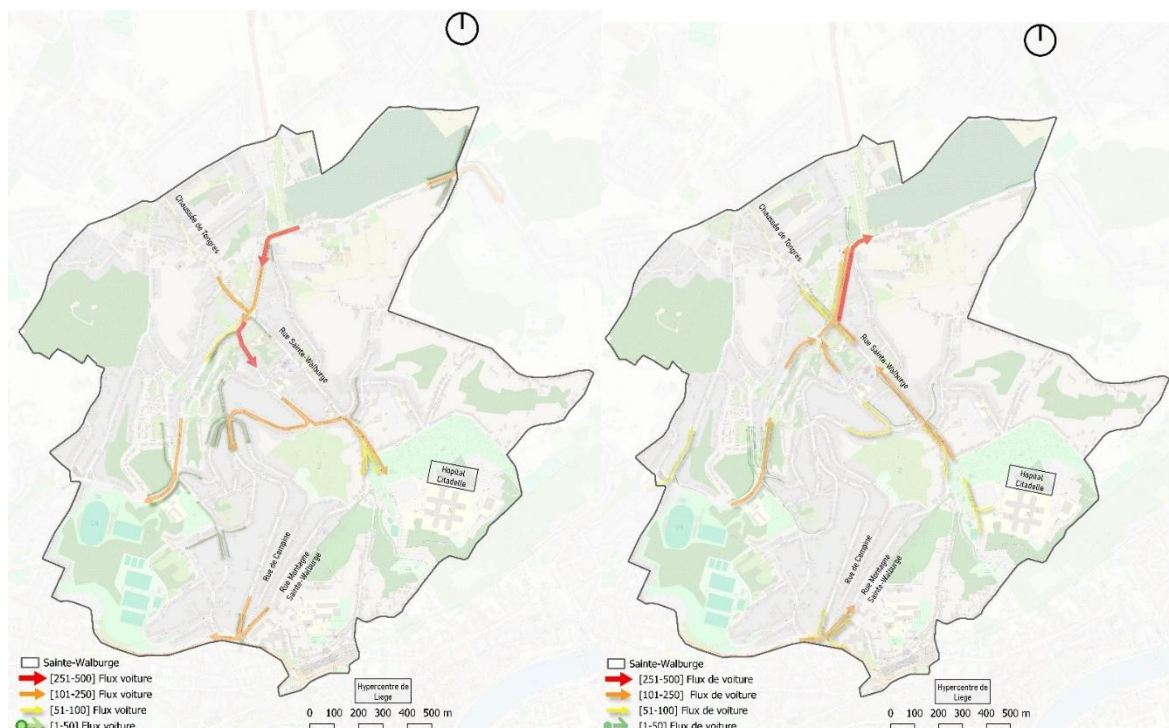 Chaussée de Tongres
Rue Sainte-Walburge
Hopital
Citadelle
Rue de Campine
Rue Montagne
Sainte-Walburge
Sainte-Walburge
[251-500] Flux voiture
[101-250] Flux voiture
[51-100] Flux voiture
[1-50] Flux voiture
Hypercentre de
Liege
0 100 200 300 400 500 m
Chaussée de Tongres
Rue Sainte-Walburge
Hopital
Citadelle
Rue de Campine
Rue Montagne
Sainte-Walburge
Sainte-Walburge
[251-500] Flux de voiture
[101-250] Flux de voiture
[51-100] Flux de voiture
[1-50] Flux de voiture
Hypercentre de
Liege
0 100 200 300 400 500 m